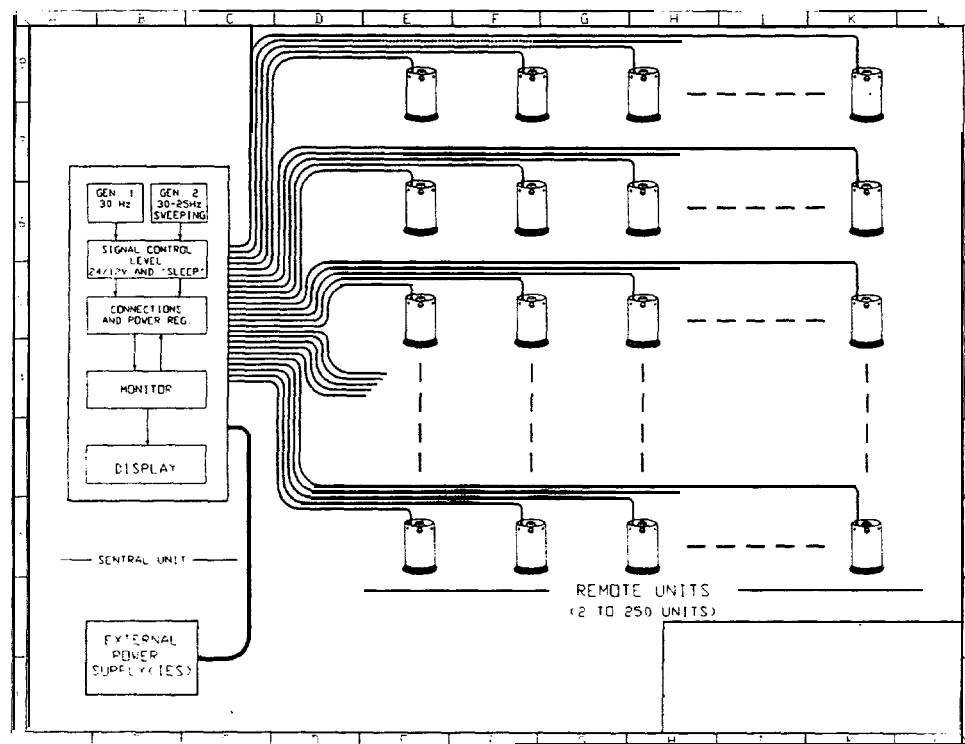 A B C D E F G H I K L
GEN. 1
30 Hz
GEN. 2
30-25Hz
SWEEPING
SIGNAL CONTROL
LEVEL
24/12V AND "SLEEP"
CONNECTIONS
AND POWER REG.
MONITOR
DISPLAY
SENTRAL UNIT
EXTERNAL
POWER
SUPPLY(IES)
REMOTE UNITS
(2 TO 250 UNITS)